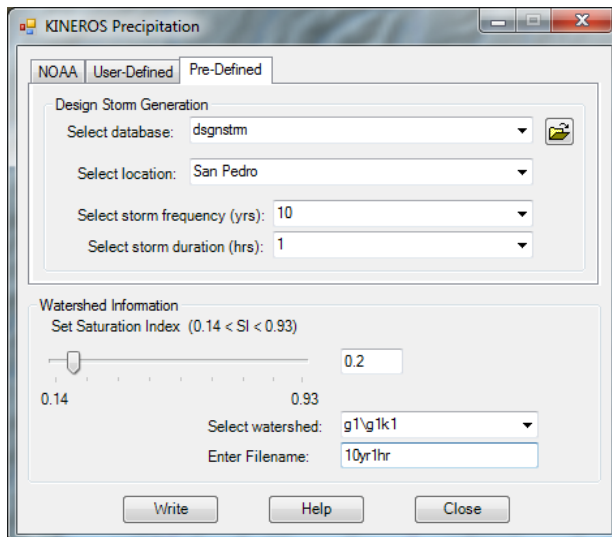 KINEROS Precipitation
NOAA User-Defined Pre-Defined
Design Storm Generation
Select database: dsgnstrm
Select location: San Pedro
Select storm frequency (yrs): 10
Select storm duration (hrs): 1
Watershed Information
Set Saturation Index (0.14 < SI < 0.93)
0.2
0.14 0.93
Select watershed: g1\g1k1
Enter Filename: 10yr1hr
Write Help Close